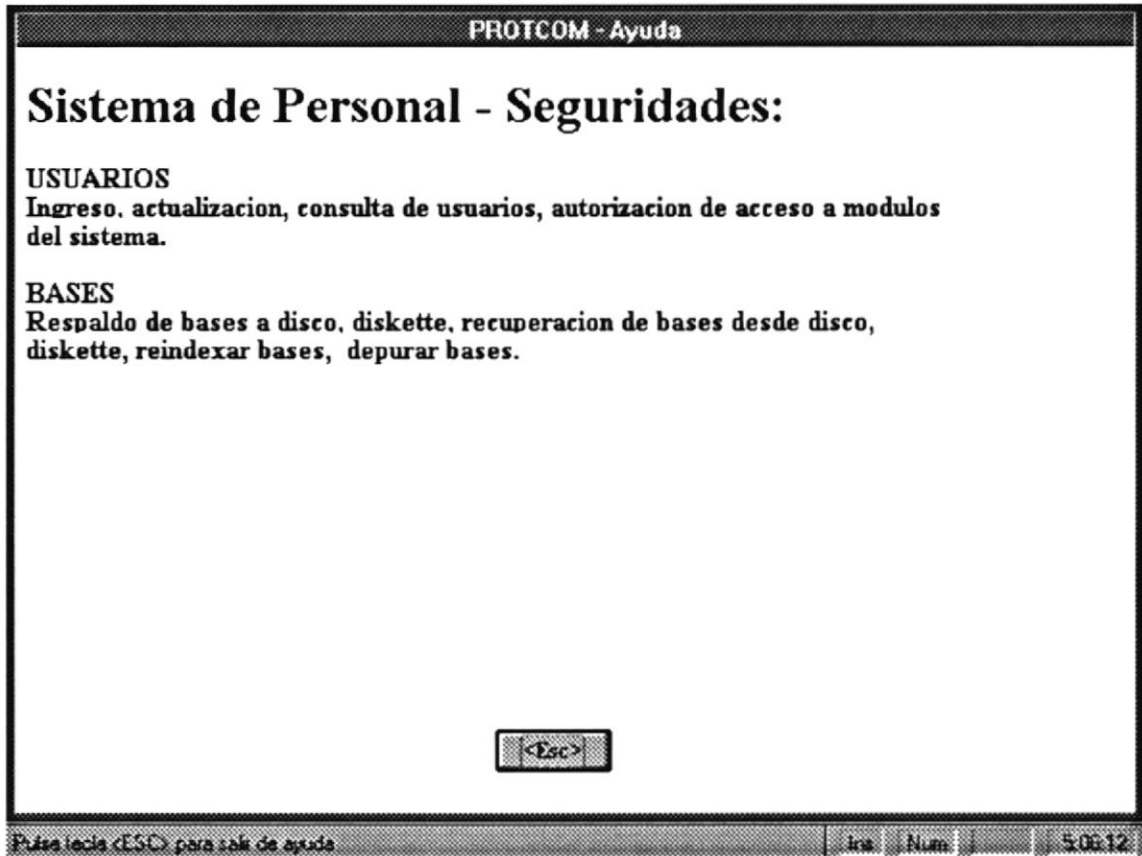 PROTCOM - Ayuda
Sistema de Personal - Seguridades:
USUARIOS
Ingreso, actualizacion, consulta de usuarios, autorizacion de acceso a modulos
del sistema.
BASES
Respaldo de bases a disco, diskette, recuperacion de bases desde disco,
diskette, reindexar bases,  depurar bases.
<Esc>
Pulse tecla <ESC> para salir de ayuda
Ins Num 5:06:12